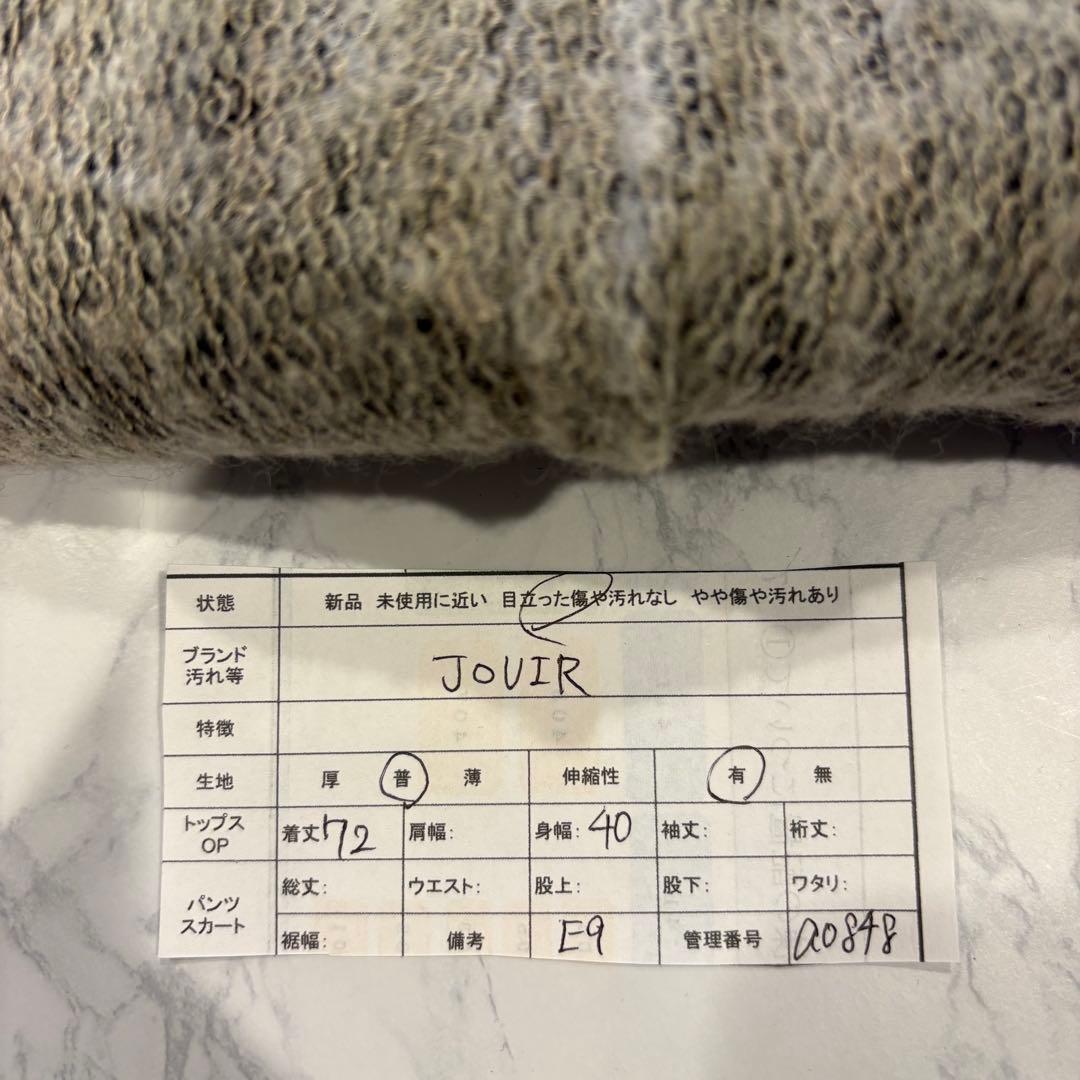 状態 新品 未使用に近い 目立った傷や汚れなし やや傷や汚れあり
ブランド
汚れ等
JOUIR
特徴
生地 厚 普 薄 伸縮性 有 無
トップス
OP
着丈 72 肩幅: 身幅: 40 袖丈: 裄丈:
パンツ
スカート
総丈: ウエスト: 股上: 股下: ワタリ:
裾幅: 備考 E9 管理番号 a0848